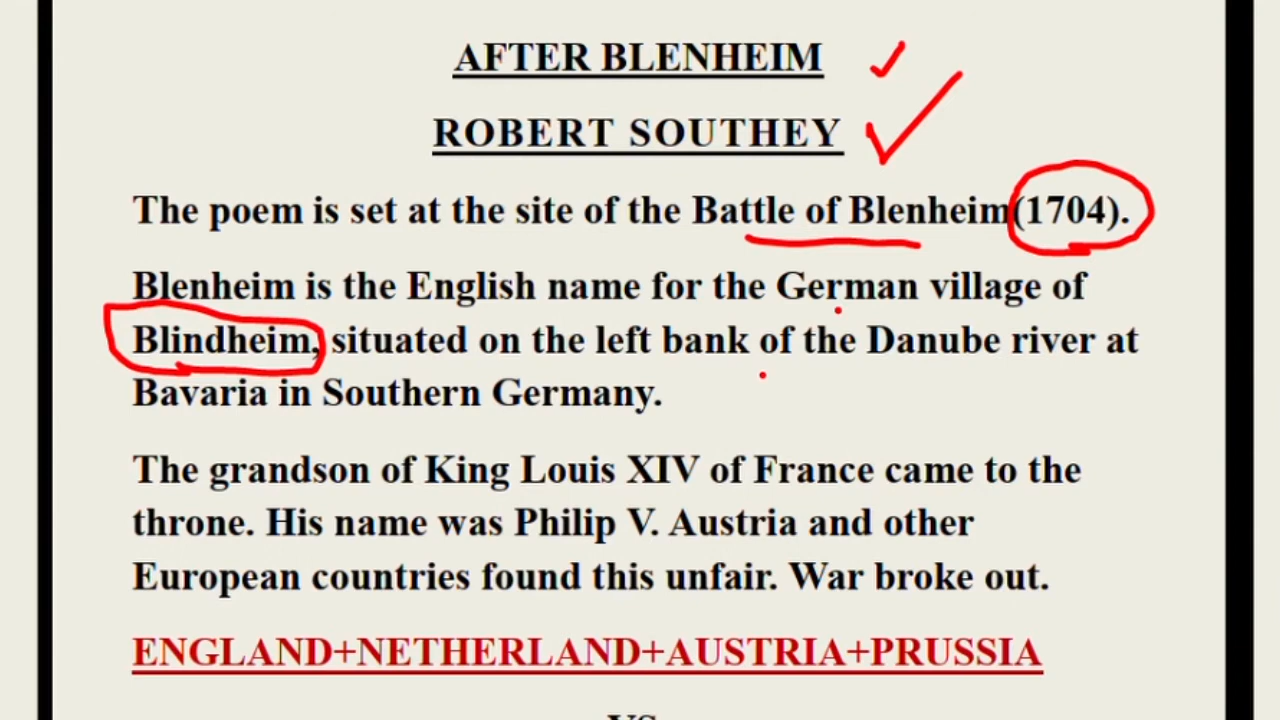 AFTER BLENHEIM
ROBERT SOUTHEY
The poem is set at the site of the Battle of Blenheim(1704).
Blenheim is the English name for the German village of
Blindheim, situated on the left bank of the Danube river at
Bavaria in Southern Germany.
The grandson of King Louis XIV of France came to the
throne. His name was Philip V. Austria and other
European countries found this unfair. War broke out.
ENGLAND+NETHERLAND+AUSTRIA+PRUSSIA
VS